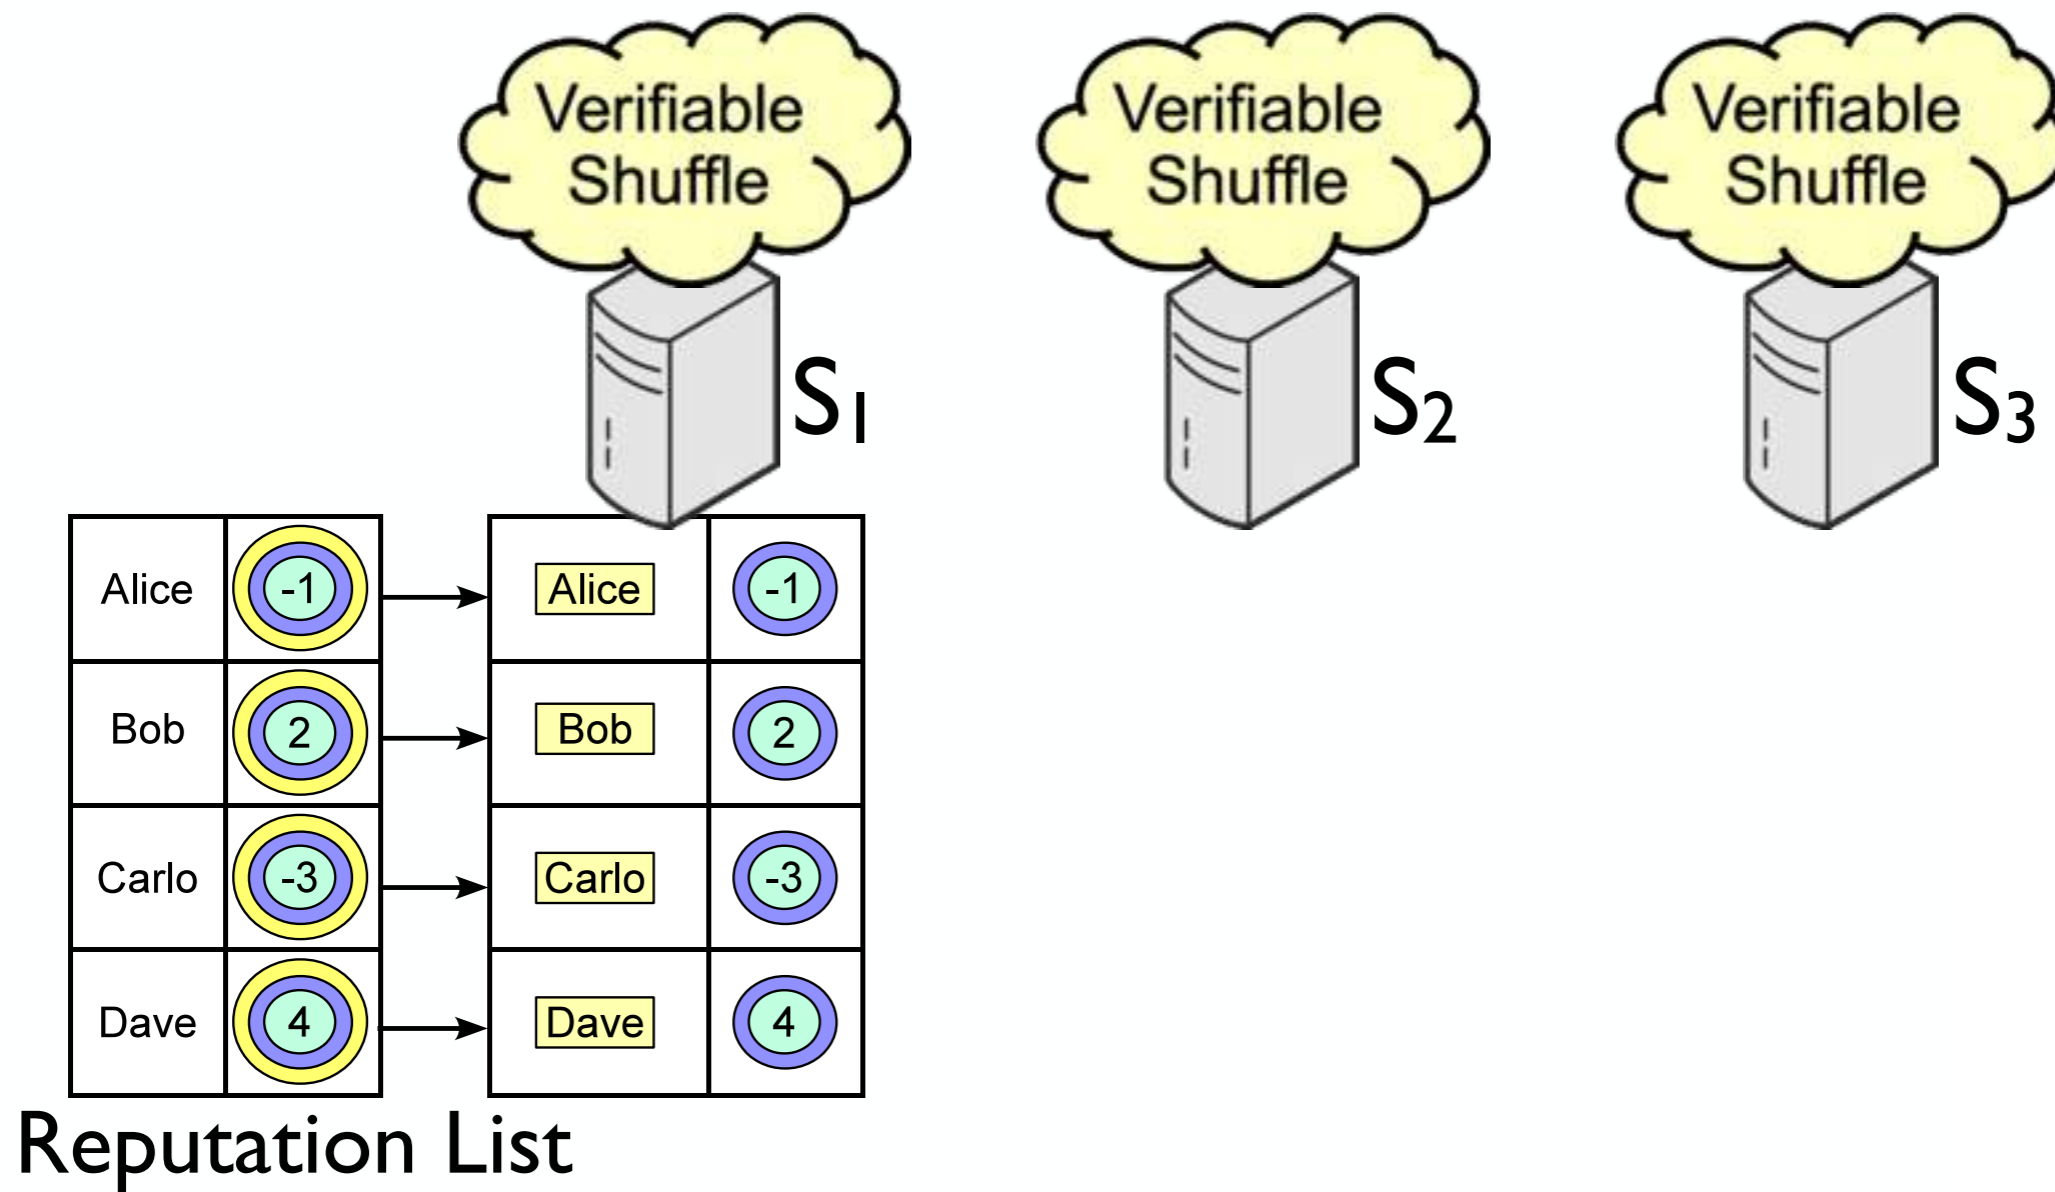 Verifiable
Shuffle
Verifiable
Shuffle
Verifiable
Shuffle
S1
S2
S3
Alice -1 Alice -1
Bob 2 Bob 2
Carlo -3 Carlo -3
Dave 4 Dave 4
Reputation List